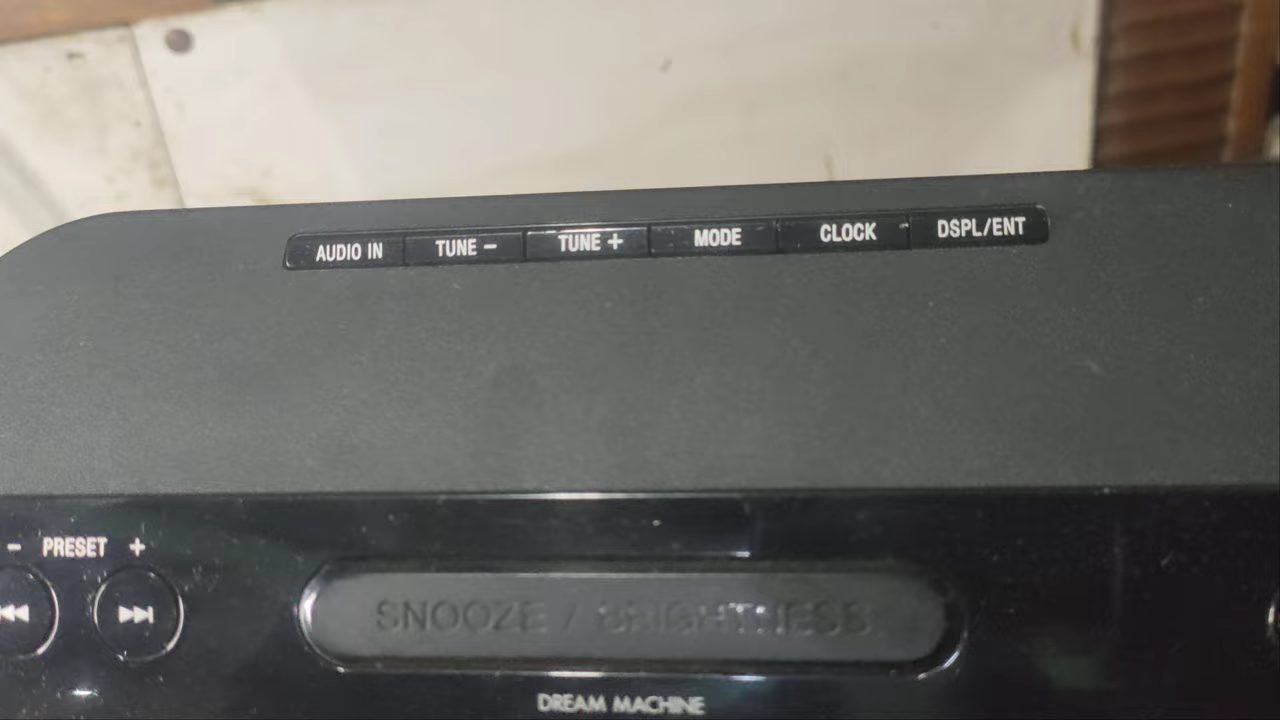 AUDIO IN TUNE − TUNE + MODE CLOCK DSPL/ENT
− PRESET +
SNOOZE / BRIGHTNESS
DREAM MACHINE